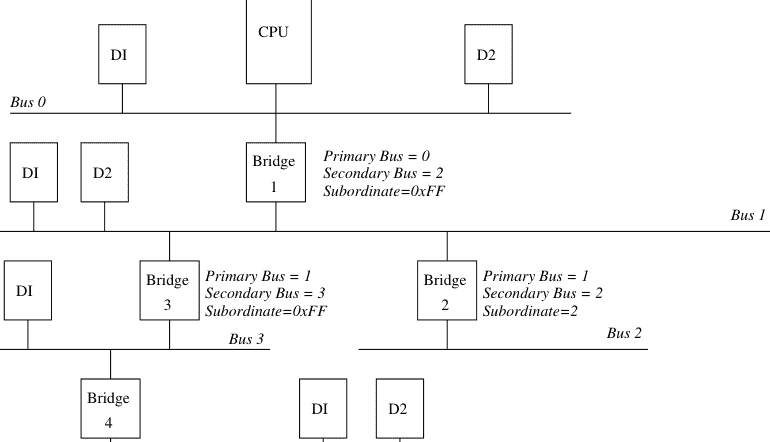 CPU
DI
D2
Bus 0
Bridge
1
Primary Bus = 0
Secondary Bus = 2
Subordinate=0xFF
DI
D2
Bus 1
DI
Bridge
3
Primary Bus = 1
Secondary Bus = 3
Subordinate=0xFF
Bridge
2
Primary Bus = 1
Secondary Bus = 2
Subordinate=2
Bus 3
Bus 2
Bridge
4
DI
D2